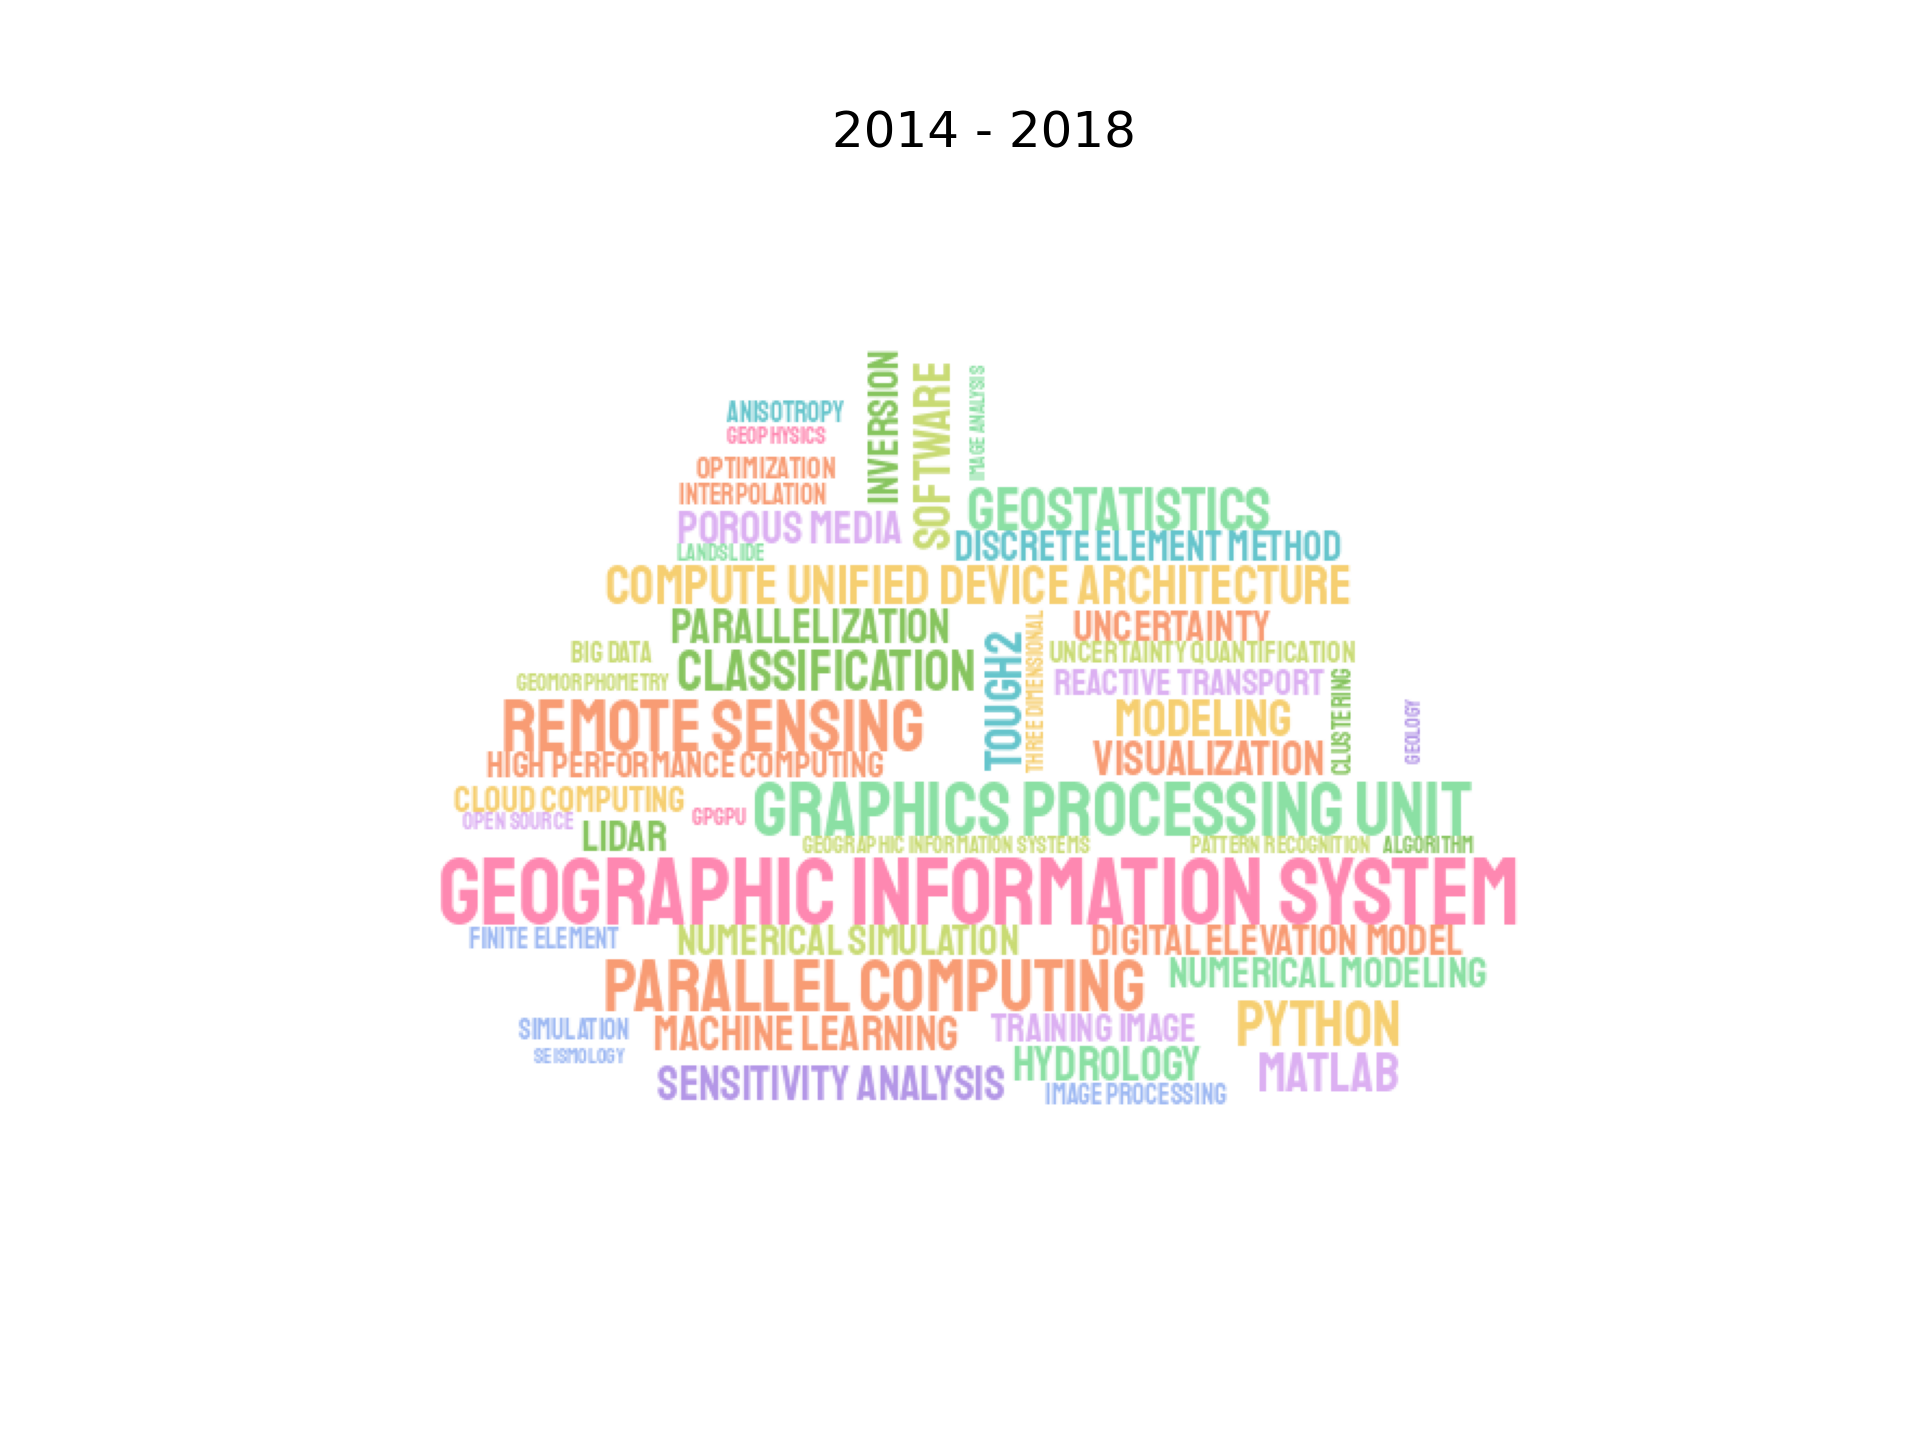 2014 - 2018
INVERSION
SOFTWARE
IMAGE ANALYSIS
ANISOTROPY
GEOPHYSICS
OPTIMIZATION
INTERPOLATION
GEOSTATISTICS
POROUS MEDIA
DISCRETE ELEMENT METHOD
LANDSLIDE
COMPUTE UNIFIED DEVICE ARCHITECTURE
PARALLELIZATION
UNCERTAINTY
BIG DATA
UNCERTAINTY QUANTIFICATION
CLASSIFICATION
TOUGH2
THREE DIMENSIONAL
GEOMORPHOMETRY
REACTIVE TRANSPORT
CLUSTERING
GEOLOGY
REMOTE SENSING
MODELING
HIGH PERFORMANCE COMPUTING
VISUALIZATION
CLOUD COMPUTING
GRAPHICS PROCESSING UNIT
OPEN SOURCE
GPGPU
LIDAR
GEOGRAPHIC INFORMATION SYSTEMS
PATTERN RECOGNITION
ALGORITHM
GEOGRAPHIC INFORMATION SYSTEM
FINITE ELEMENT
NUMERICAL SIMULATION
DIGITAL ELEVATION MODEL
PARALLEL COMPUTING
NUMERICAL MODELING
SIMULATION
MACHINE LEARNING
TRAINING IMAGE
PYTHON
SEISMOLOGY
HYDROLOGY
MATLAB
SENSITIVITY ANALYSIS
IMAGE PROCESSING